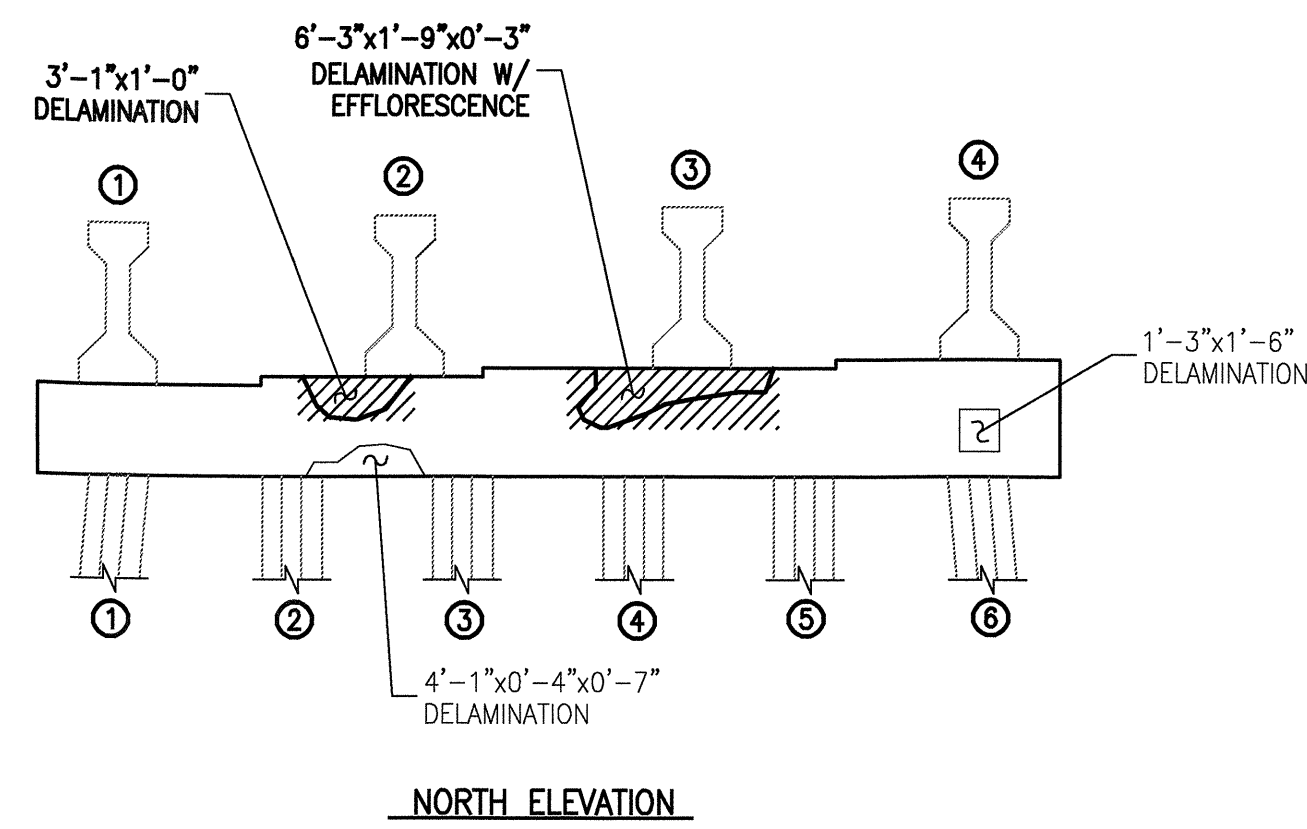 6'-3"x1'-9"x0'-3"
DELAMINATION W/
EFFLORESCENCE
3'-1"x1'-0"
DELAMINATION
1
2
3
4
1'-3"x1'-6"
DELAMINATION
1
2
3
4
5
6
4'-1"x0'-4"x0'-7"
DELAMINATION
NORTH ELEVATION